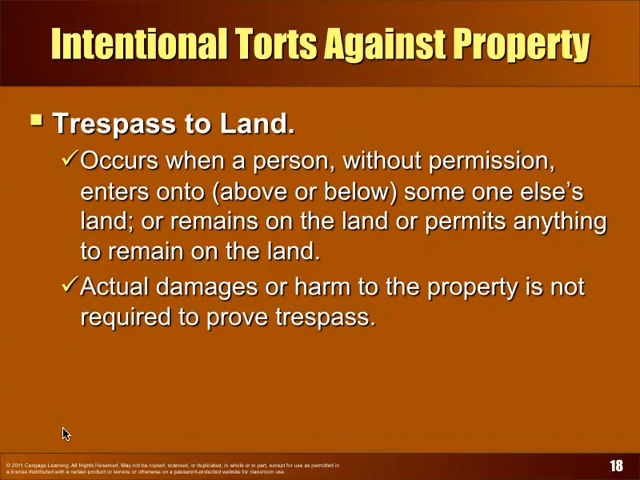 Intentional Torts Against Property
Trespass to Land.
Occurs when a person, without permission,
enters onto (above or below) some one else's
land; or remains on the land or permits anything
to remain on the land.
Actual damages or harm to the property is not
required to prove trespass.
© 2011 Cengage Learning. All Rights Reserved. May not be copied, scanned, or duplicated, in whole or in part, except for use as permitted in
a license distributed with a certain product or service or otherwise on a password-protected website for classroom use.
18